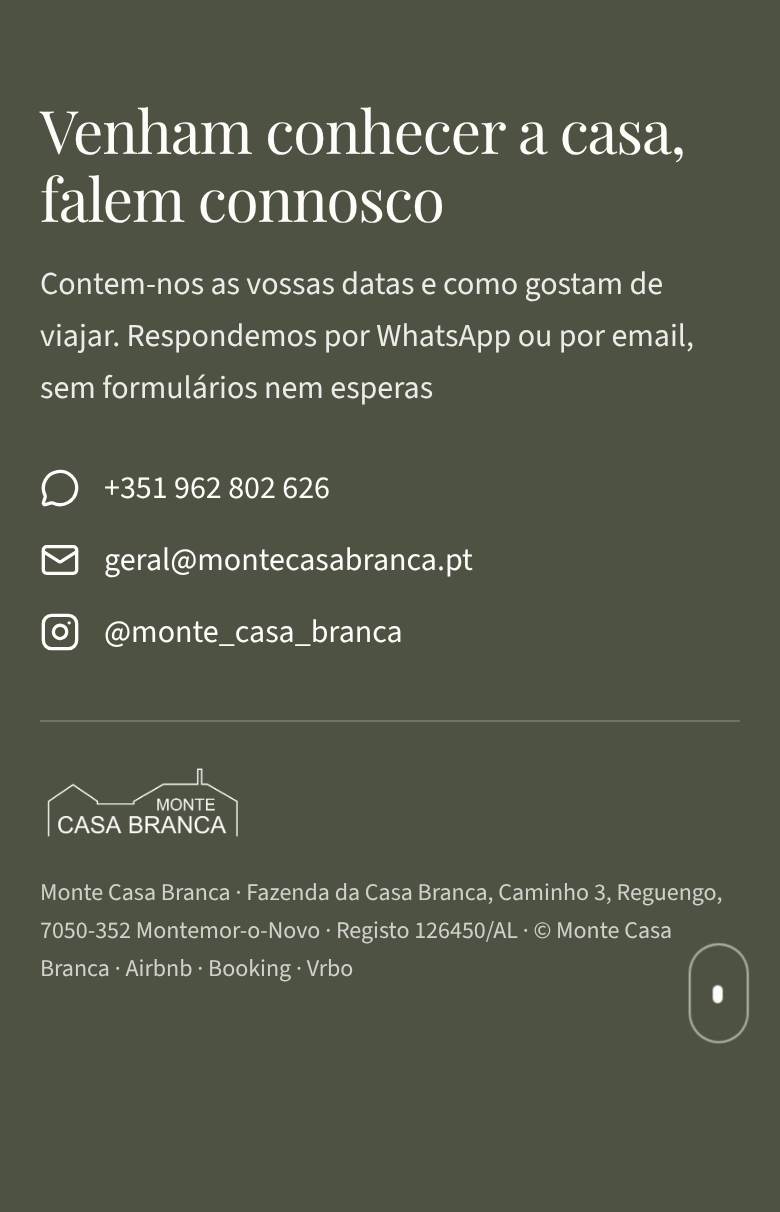 Venham conhecer a casa,
falem connosco
Contem-nos as vossas datas e como gostam de
viajar. Respondemos por WhatsApp ou por email,
sem formulários nem esperas
+351 962 802 626
geral@montecasabranca.pt
@monte_casa_branca
MONTE
CASA BRANCA
Monte Casa Branca · Fazenda da Casa Branca, Caminho 3, Reguengo,
7050-352 Montemor-o-Novo · Registo 126450/AL · © Monte Casa
Branca · Airbnb · Booking · Vrbo